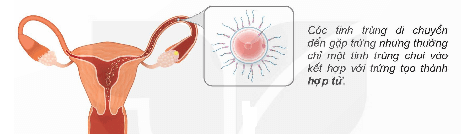 Các tinh trùng di chuyển
đến gặp trứng nhưng thường
chỉ một tinh trùng chui vào
kết hợp với trứng tạo thành
hợp tử.